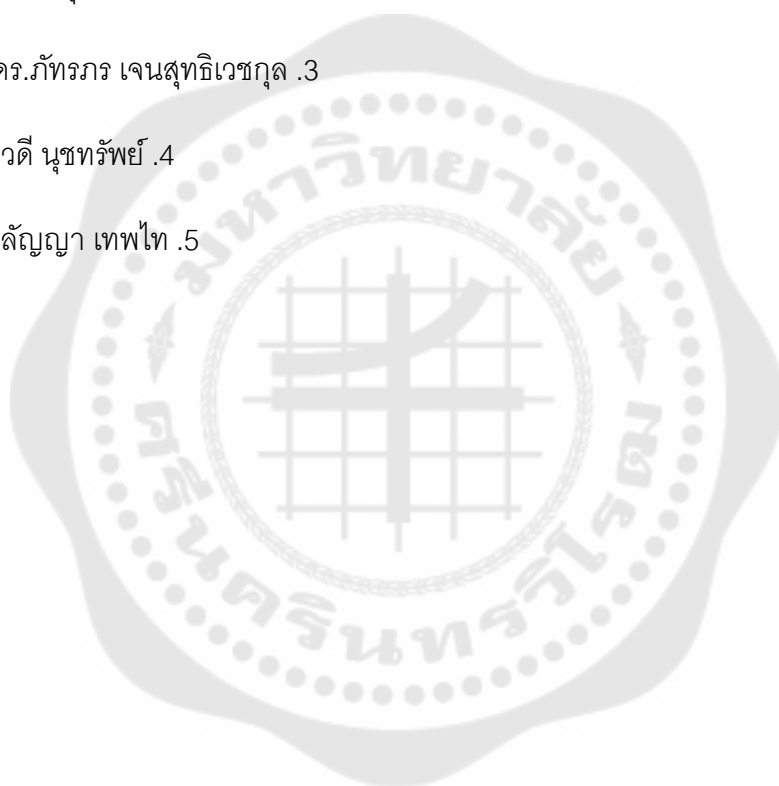 ดร.ภัทรภร เจนสุทธิเวชกุล .3
วดี นุชทรัพย์ .4
ลัญญา เทพไท .5
มหาวิทยาลัย
ศรีนครินทรวิโรฒ